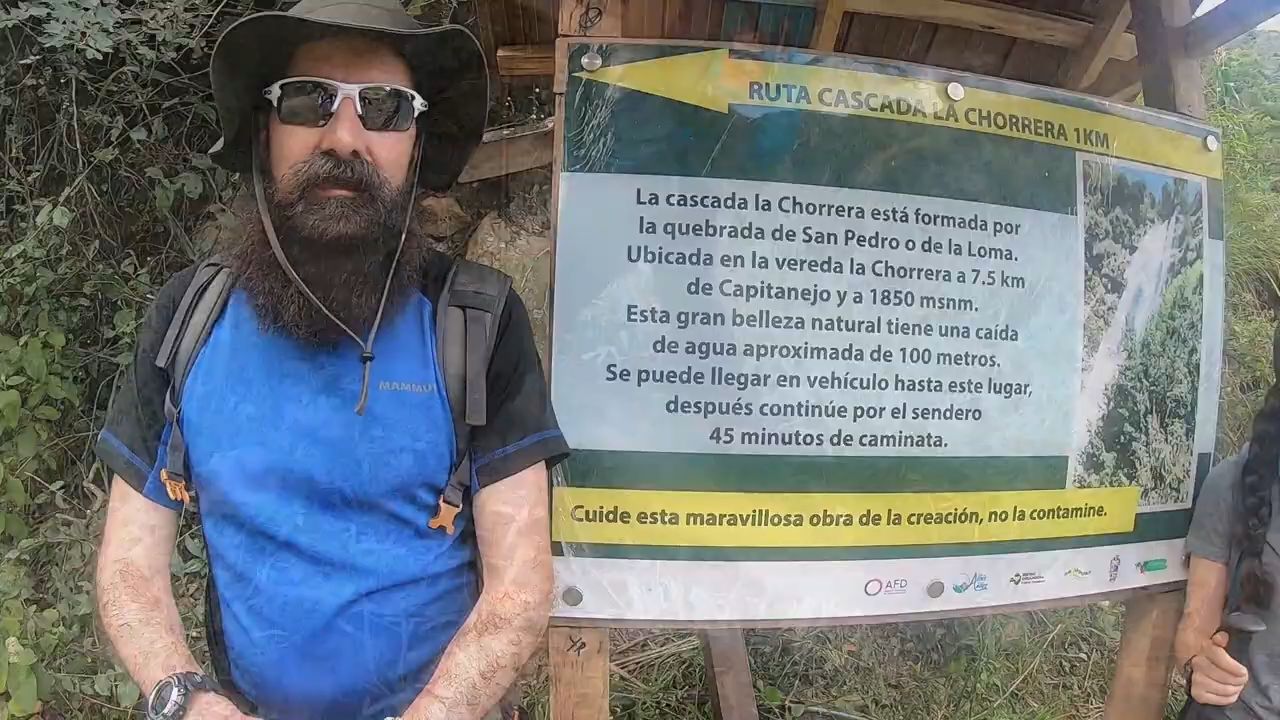 RUTA CASCADA LA CHORRERA 1KM
La cascada la Chorrera está formada por
la quebrada de San Pedro o de la Loma.
Ubicada en la vereda la Chorrera a 7.5 km
de Capitanejo y a 1850 msnm.
Esta gran belleza natural tiene una caída
de agua aproximada de 100 metros.
Se puede llegar en vehículo hasta este lugar,
después continúe por el sendero
45 minutos de caminata.
Cuide esta maravillosa obra de la creación, no la contamine.
AFD
MAMMU